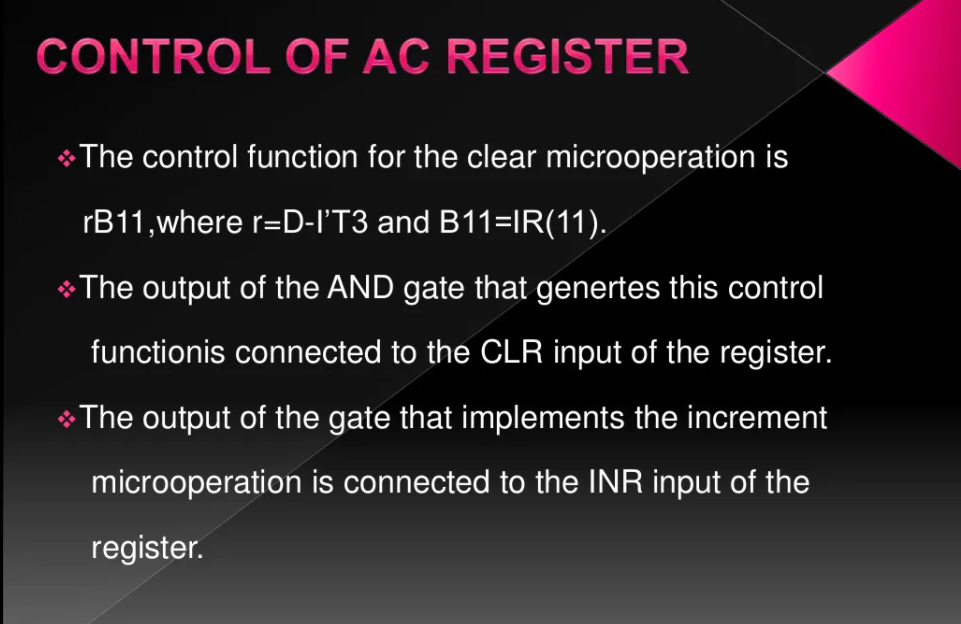 CONTROL OF AC REGISTER
❖The control function for the clear microoperation is
rB11,where r=D-I’T3 and B11=IR(11).
❖The output of the AND gate that genertes this control
functionis connected to the CLR input of the register.
❖The output of the gate that implements the increment
microoperation is connected to the INR input of the
register.